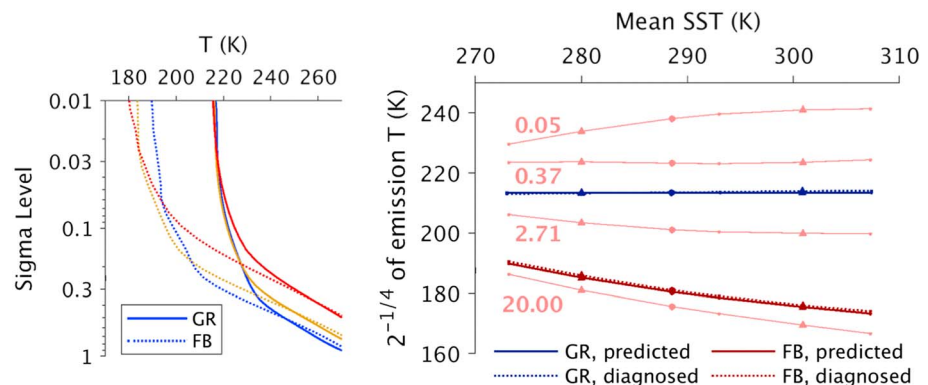 T (K)
180 200 220 240 260
Sigma Level
0.01
0.03
0.1
0.3
1
GR
FB
Mean SST (K)
270 280 290 300 310
2^-1/4 of emission T (K)
240
220
200
180
160
0.05
0.37
2.71
20.00
GR, predicted
GR, diagnosed
FB, predicted
FB, diagnosed